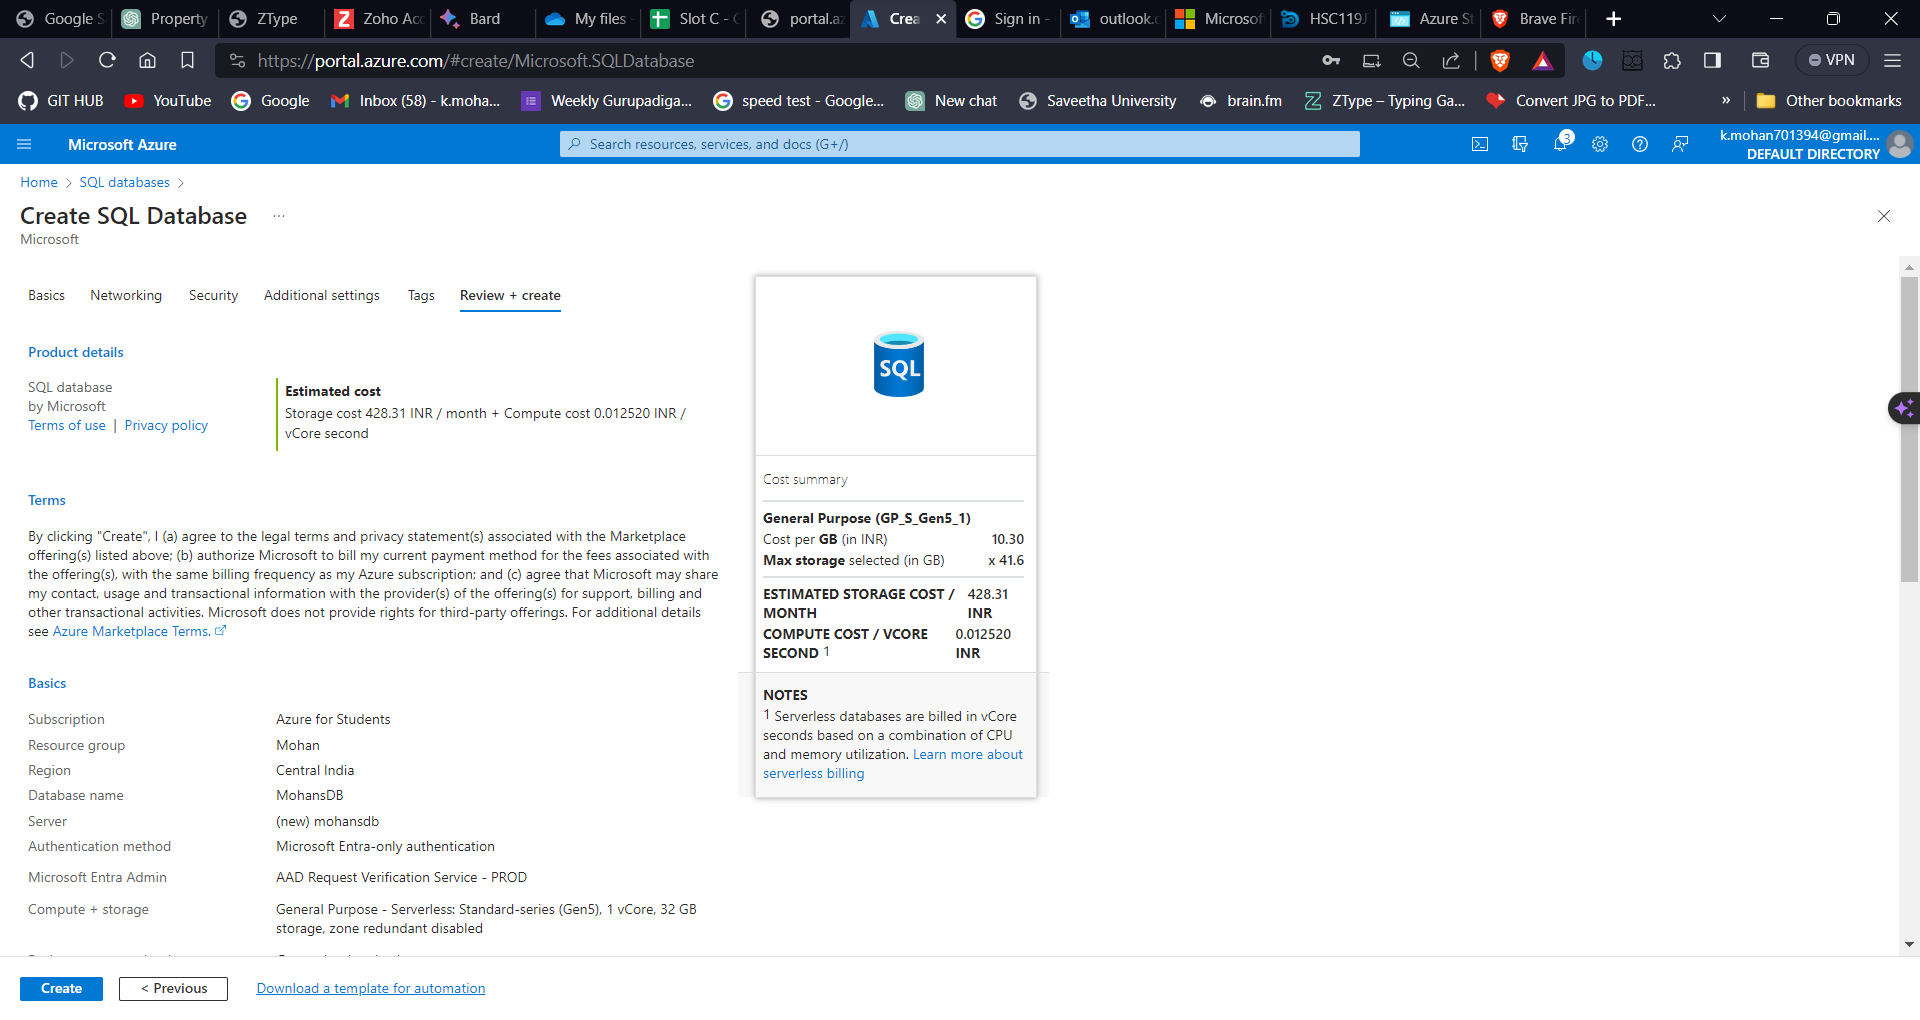 Google S
Property
ZType
Zoho Acc
Bard
My files -
Slot C - C
portal.az
Crea
Sign in -
outlook.c
Microsof
HSC119J
Azure St
Brave Fir
https://portal.azure.com/#create/Microsoft.SQLDatabase
VPN
GIT HUB
YouTube
Google
Inbox (58) - k.moha...
Weekly Gurupadiga...
speed test - Google...
New chat
Saveetha University
brain.fm
ZType – Typing Ga...
Convert JPG to PDF...
»
Other bookmarks
Microsoft Azure
Search resources, services, and docs (G+/)
3
k.mohan701394@gmail....
DEFAULT DIRECTORY
Home > SQL databases >
Create SQL Database ...
Microsoft
Basics
Networking
Security
Additional settings
Tags
Review + create
Product details
SQL database
by Microsoft
Terms of use | Privacy policy
Estimated cost
Storage cost 428.31 INR / month + Compute cost 0.012520 INR /
vCore second
Terms
By clicking "Create", I (a) agree to the legal terms and privacy statement(s) associated with the Marketplace
offering(s) listed above; (b) authorize Microsoft to bill my current payment method for the fees associated with
the offering(s), with the same billing frequency as my Azure subscription; and (c) agree that Microsoft may share
my contact, usage and transactional information with the provider(s) of the offering(s) for support, billing and
other transactional activities. Microsoft does not provide rights for third-party offerings. For additional details
see Azure Marketplace Terms.
Basics
Subscription Azure for Students
Resource group Mohan
Region Central India
Database name MohansDB
Server (new) mohansdb
Authentication method Microsoft Entra-only authentication
Microsoft Entra Admin AAD Request Verification Service - PROD
Compute + storage General Purpose - Serverless: Standard-series (Gen5), 1 vCore, 32 GB
storage, zone redundant disabled
SQL
Cost summary
General Purpose (GP_S_Gen5_1)
Cost per GB (in INR) 10.30
Max storage selected (in GB) x 41.6
ESTIMATED STORAGE COST / 428.31
MONTH INR
COMPUTE COST / VCORE 0.012520
SECOND 1 INR
NOTES
1 Serverless databases are billed in vCore
seconds based on a combination of CPU
and memory utilization. Learn more about
serverless billing
Create
< Previous
Download a template for automation